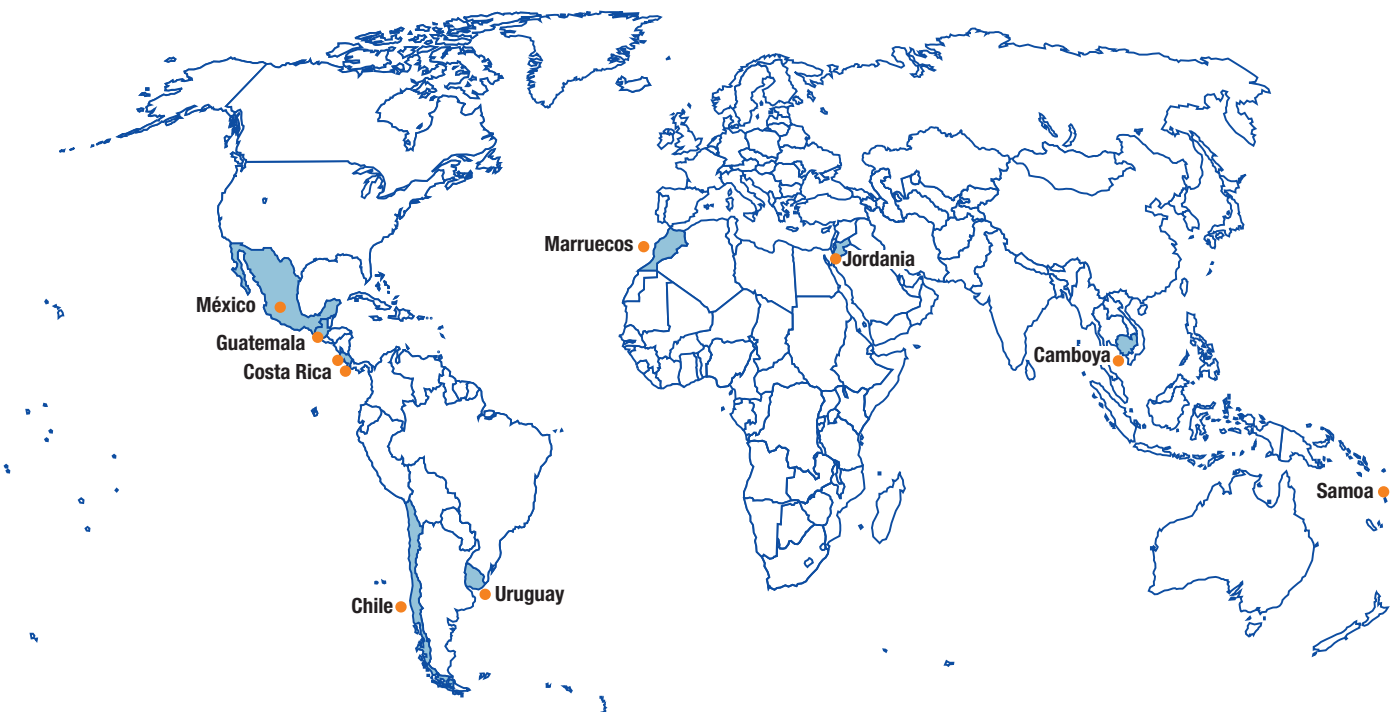 Marruecos
Jordania
México
Guatemala
Camboya
Costa Rica
Samoa
Uruguay
Chile